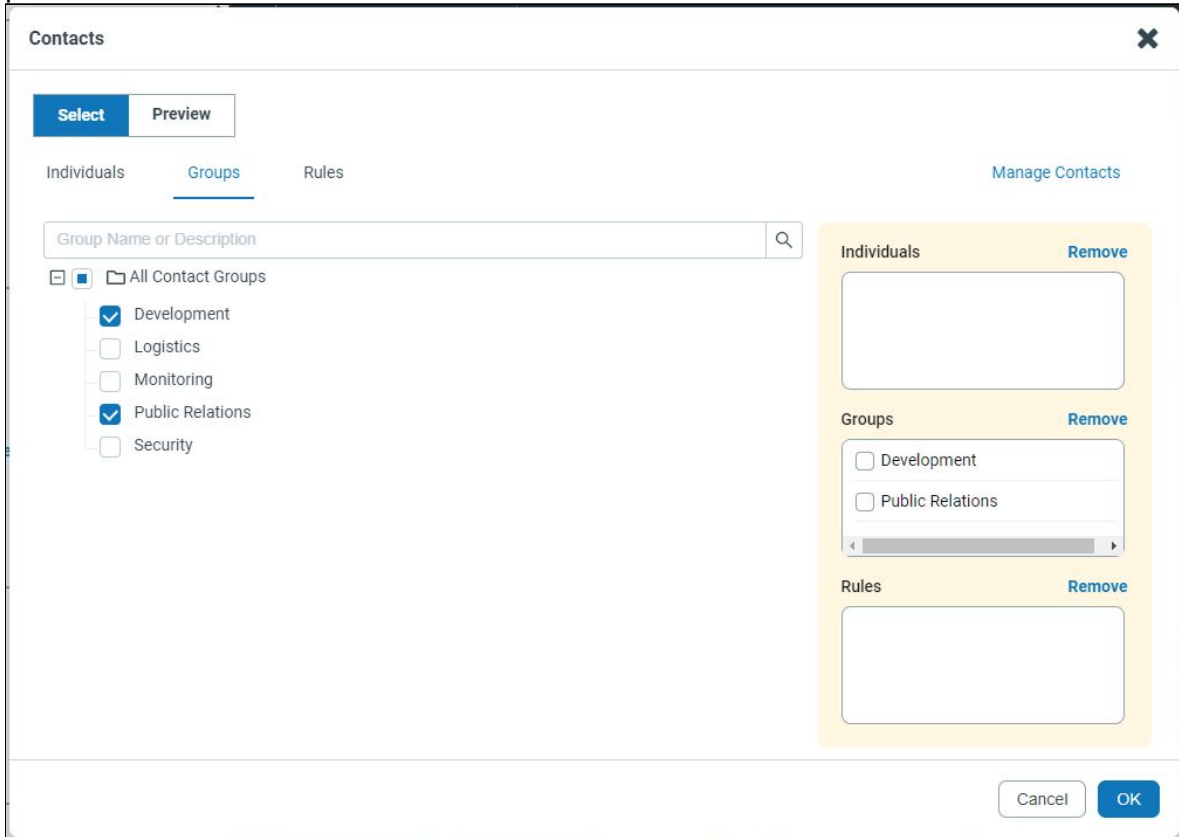 Contacts
Select Preview
Individuals Groups Rules Manage Contacts
Group Name or Description
All Contact Groups
Development
Logistics
Monitoring
Public Relations
Security
Individuals Remove
Groups Remove
Development
Public Relations
Rules Remove
Cancel OK